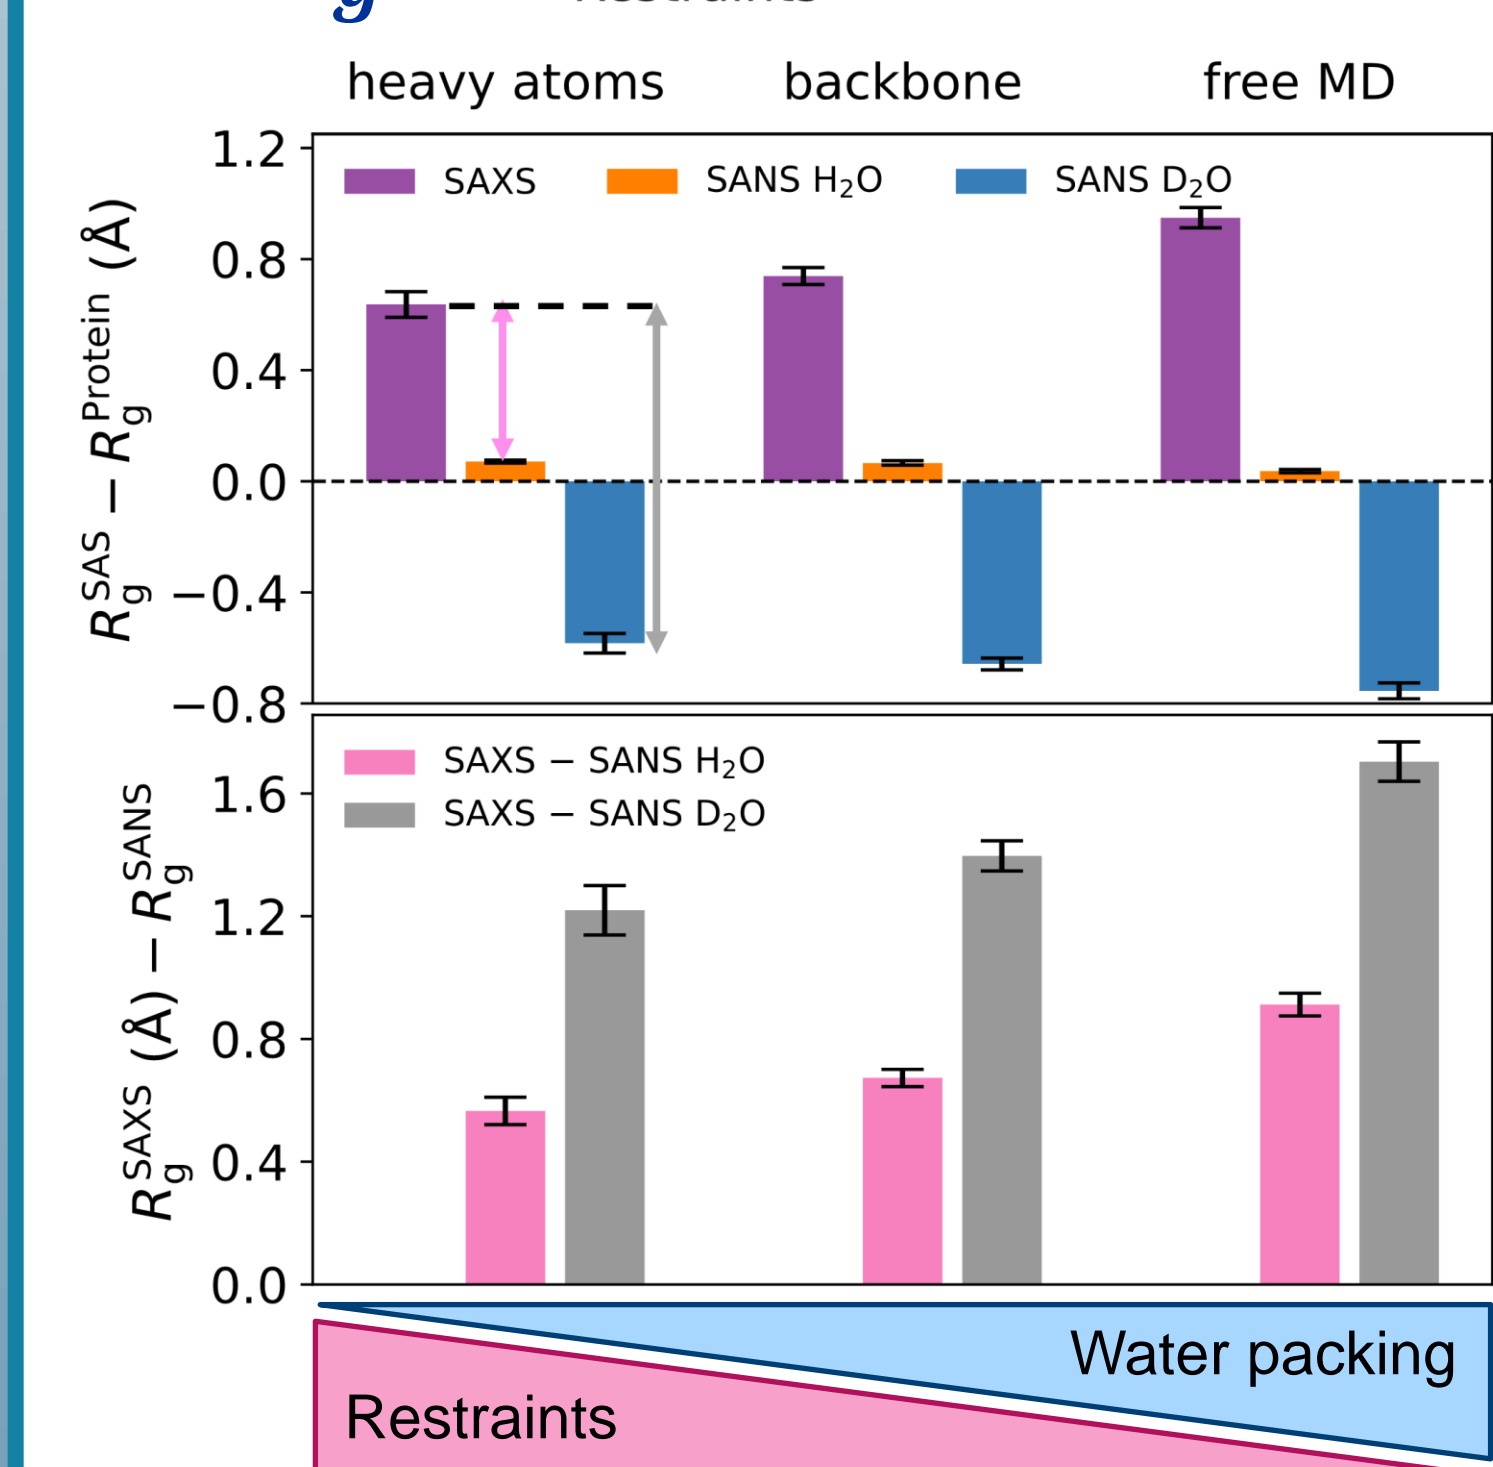 g
Restraints
heavy atoms backbone free MD
1.2
0.8
0.4
0.0
−0.4
−0.8
SAXS SANS H₂O SANS D₂O
R_g^SAS − R_g^Protein (Å)
1.6
1.2
0.8
0.4
0.0
SAXS − SANS H₂O
SAXS − SANS D₂O
R_g^SAXS (Å) − R_g^SANS
Water packing
Restraints